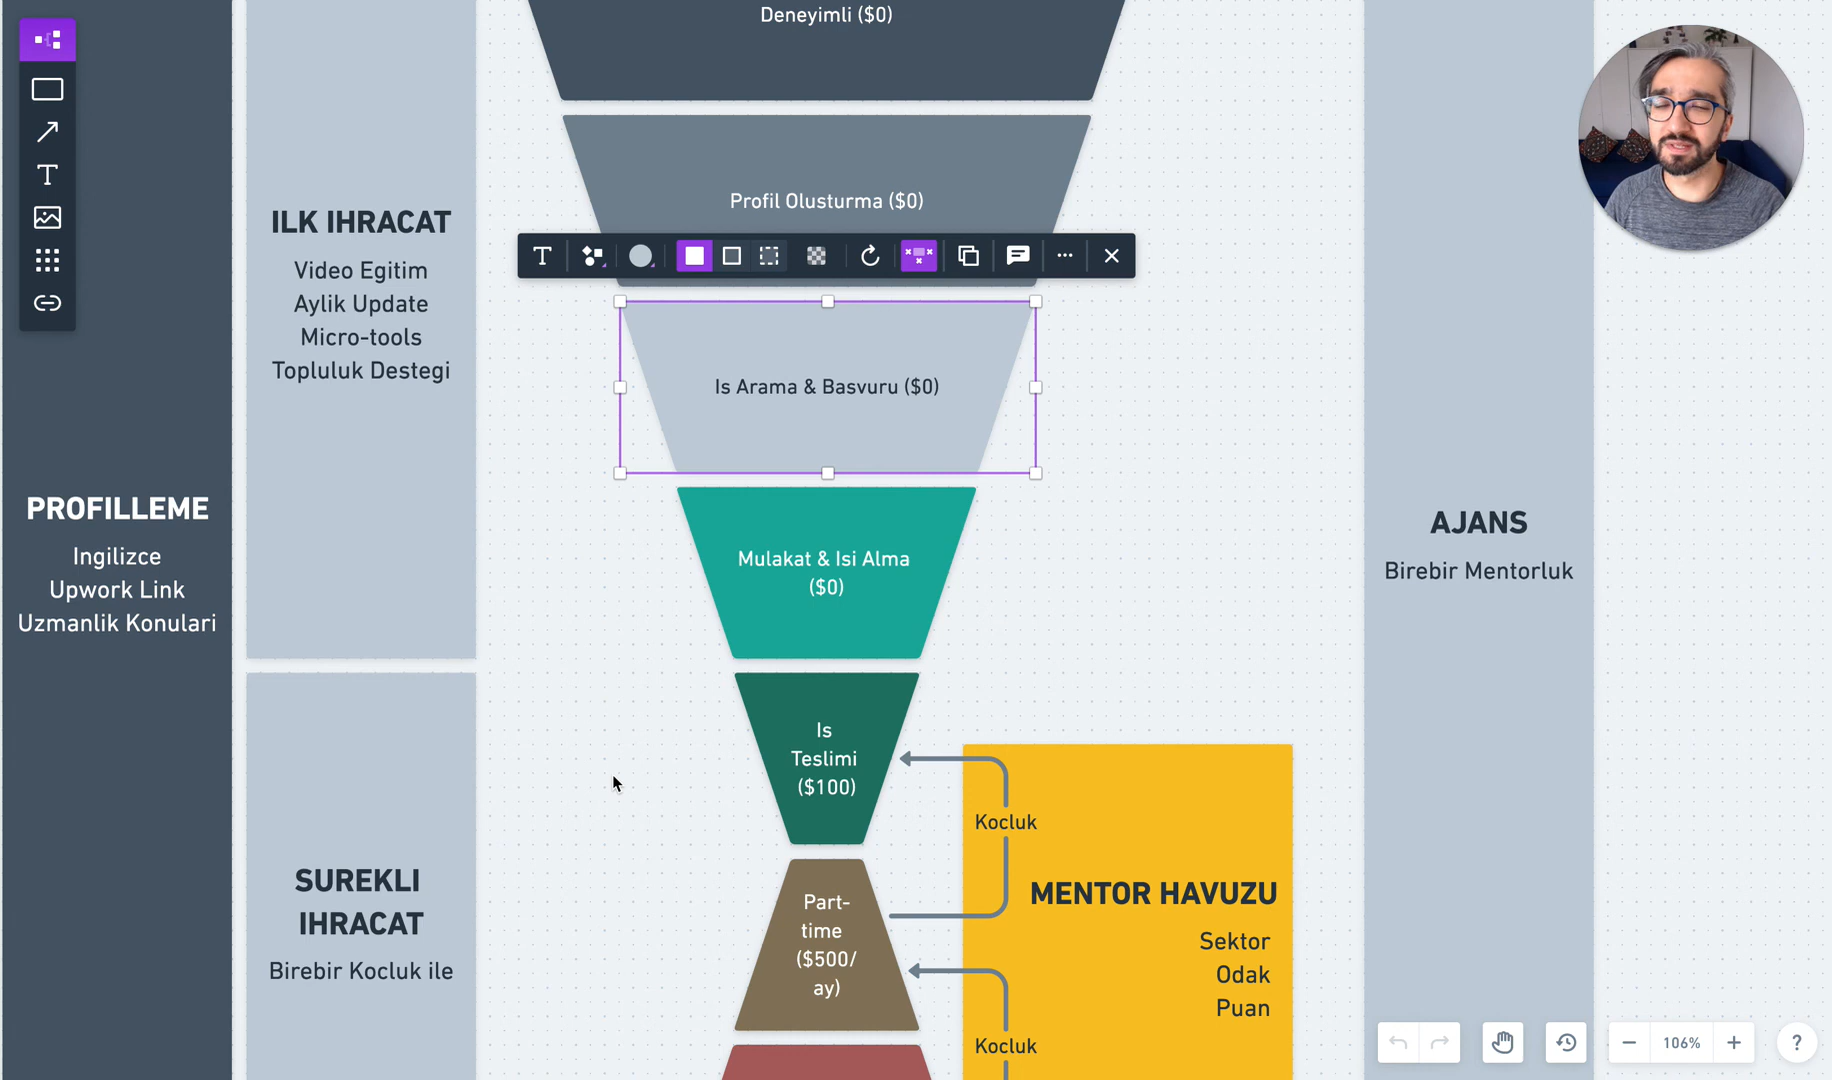 Deneyimli ($0)
Profil Olusturma ($0)
ILK IHRACAT
Video Egitim
Aylik Update
Micro-tools
Topluluk Destegi
Is Arama & Basvuru ($0)
PROFILLEME
Ingilizce
Upwork Link
Uzmanlik Konulari
Mulakat & Isi Alma
($0)
AJANS
Birebir Mentorluk
Is
Teslimi
($100)
Kocluk
SUREKLI
IHRACAT
Birebir Kocluk ile
Part-
time
($500/
ay)
MENTOR HAVUZU
Sektor
Odak
Puan
Kocluk
106%